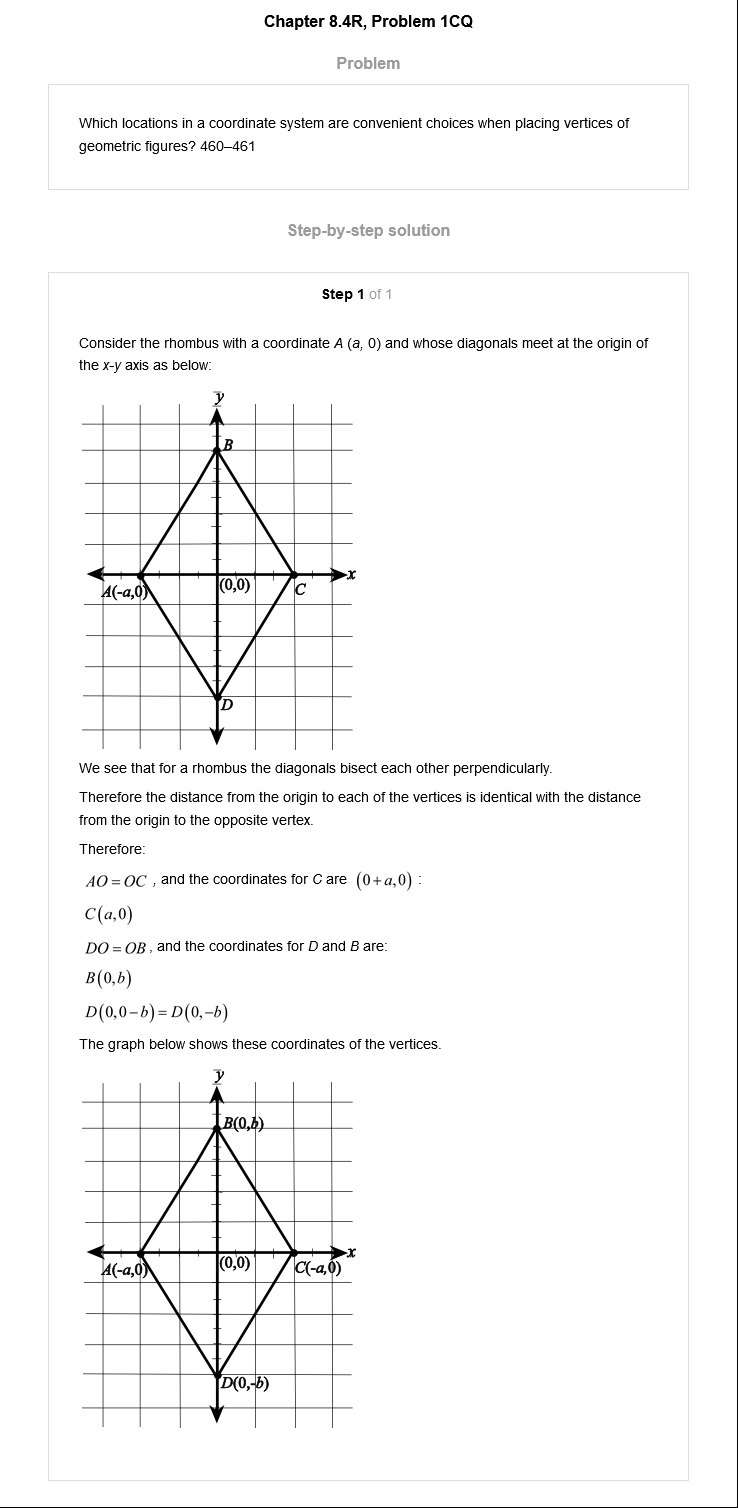 Chapter 8.4R, Problem 1CQ
Problem
Which locations in a coordinate system are convenient choices when placing vertices of
geometric figures? 460–461
Step-by-step solution
Step 1 of 1
Consider the rhombus with a coordinate A (a, 0) and whose diagonals meet at the origin of
the x-y axis as below:
y
B
x
A(-a,0)
(0,0)
C
D
We see that for a rhombus the diagonals bisect each other perpendicularly.
Therefore the distance from the origin to each of the vertices is identical with the distance
from the origin to the opposite vertex.
Therefore:
AO = OC , and the coordinates for C are (0+a,0) :
C(a,0)
DO = OB , and the coordinates for D and B are:
B(0,b)
D(0,0−b) = D(0,−b)
The graph below shows these coordinates of the vertices.
y
B(0,b)
x
A(-a,0)
(0,0)
C(-a,0)
D(0,-b)